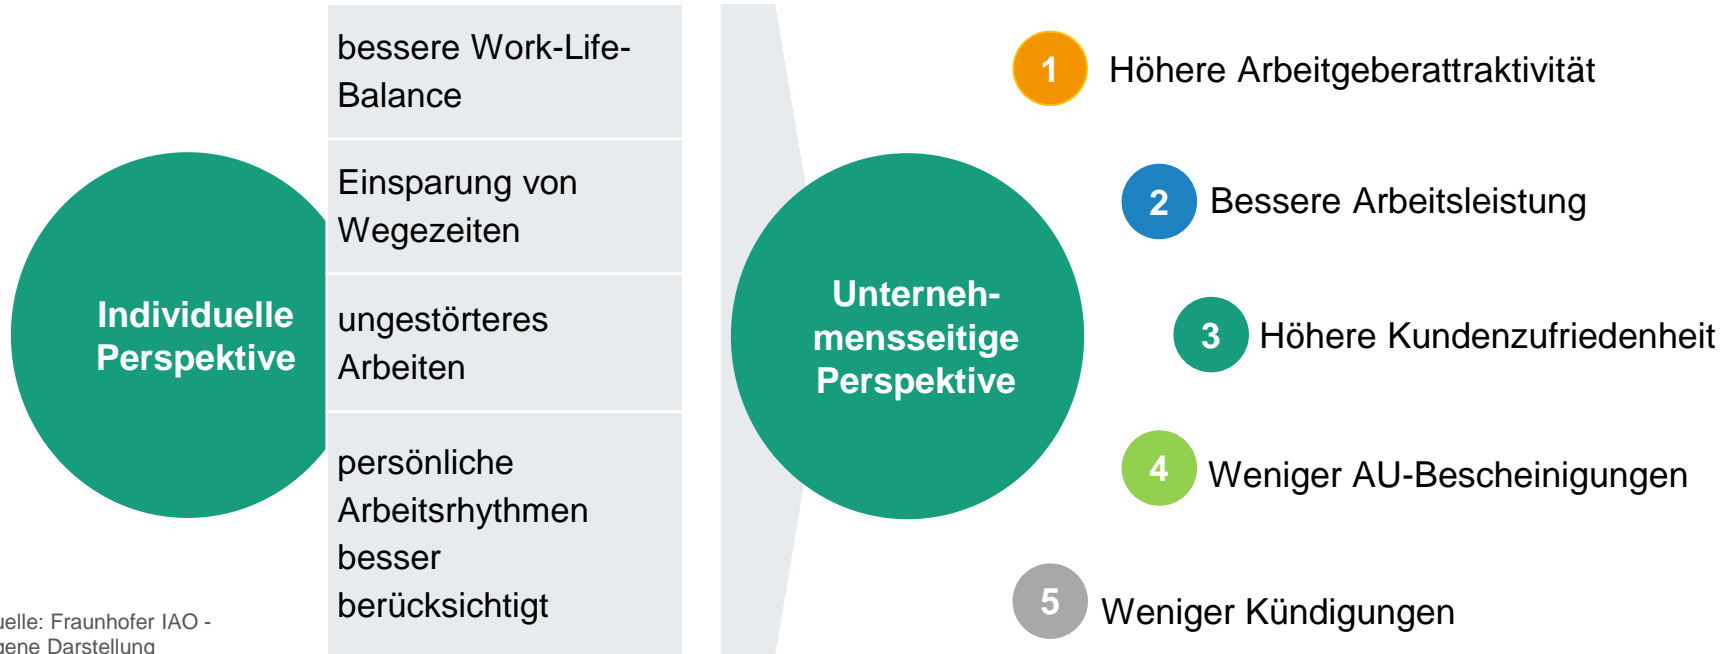 Individuelle
Perspektive
bessere Work-Life-
Balance
Einsparung von
Wegezeiten
ungestörteres
Arbeiten
persönliche
Arbeitsrhythmen
besser
berücksichtigt
Unterneh-
mensseitige
Perspektive
1 Höhere Arbeitgeberattraktivität
2 Bessere Arbeitsleistung
3 Höhere Kundenzufriedenheit
4 Weniger AU-Bescheinigungen
5 Weniger Kündigungen
uelle: Fraunhofer IAO -
gene Darstellung